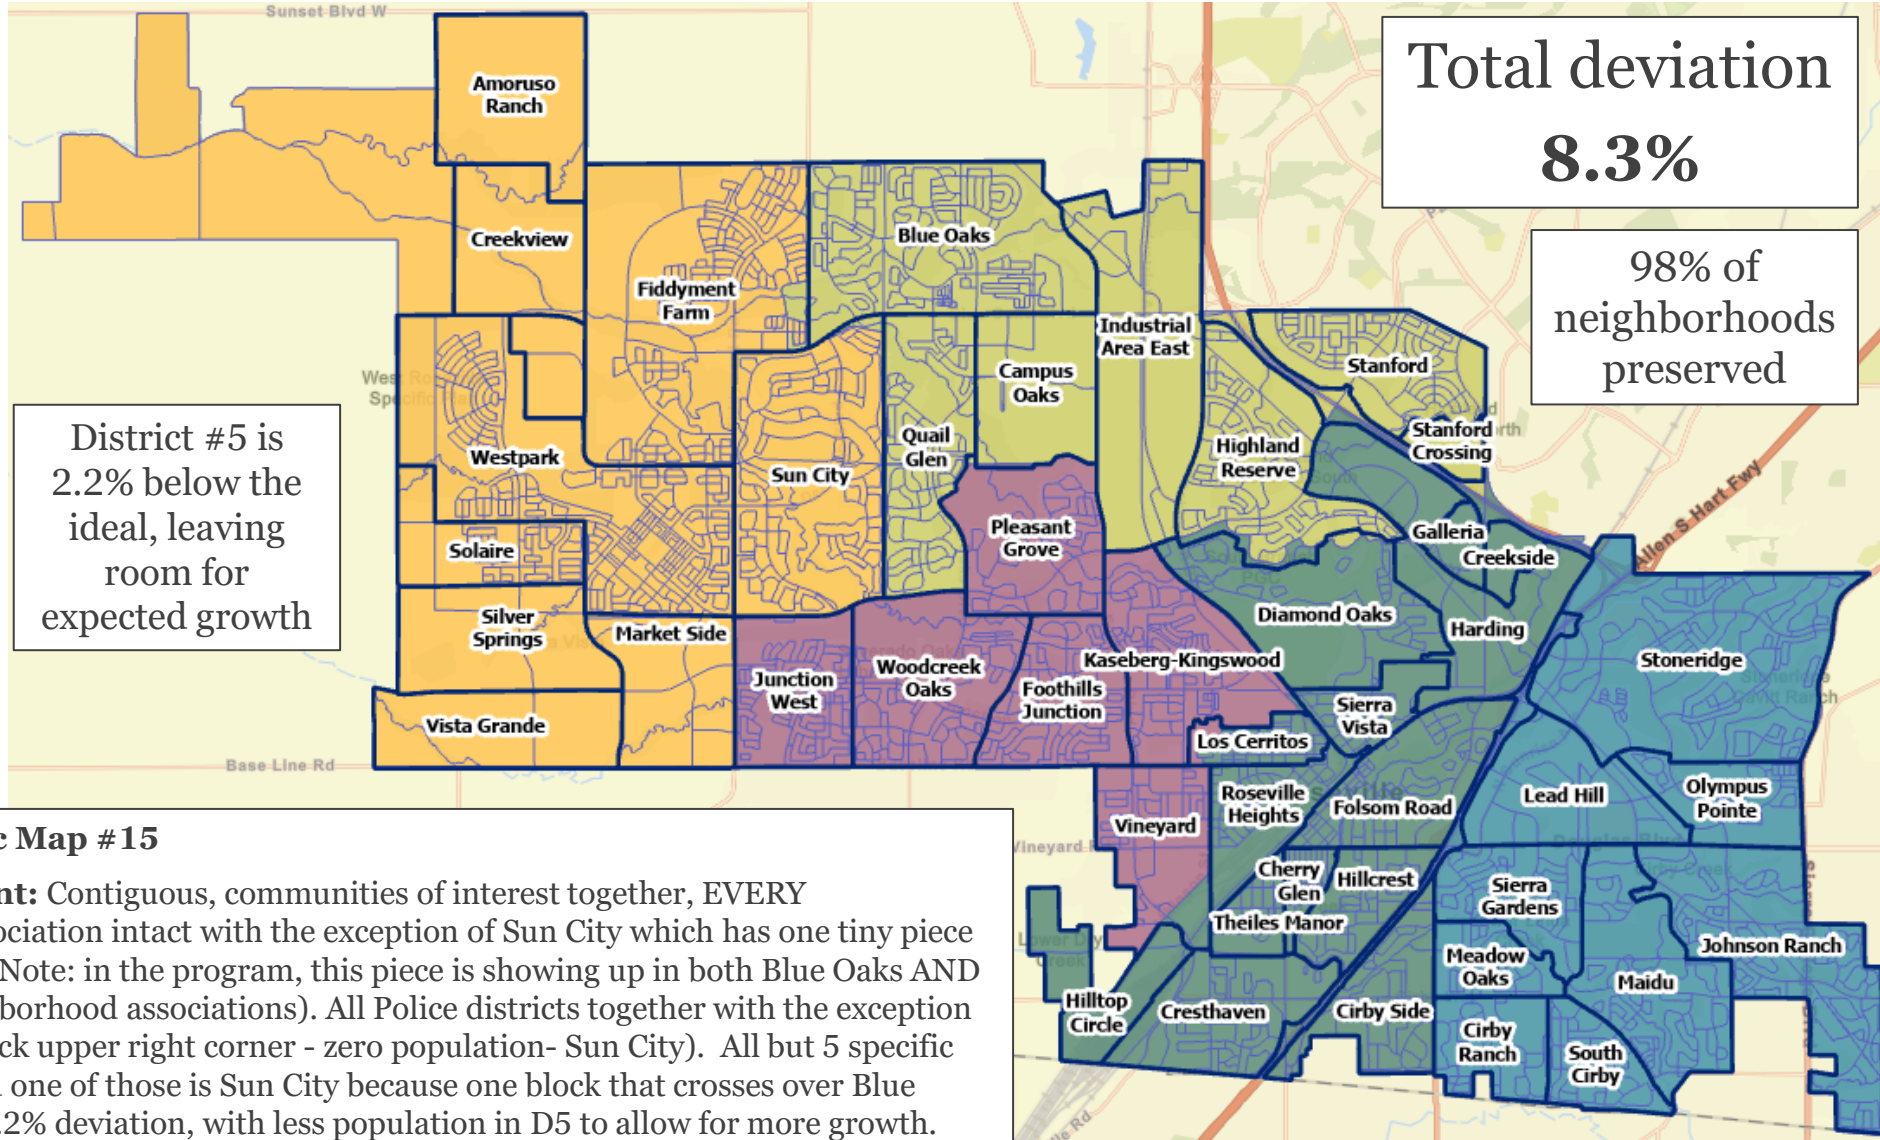 Sunset Blvd W
Total deviation
8.3%
98% of
neighborhoods
preserved
District #5 is
2.2% below the
ideal, leaving
room for
expected growth
Amoruso
Ranch
Creekview
Fiddyment
Farm
Blue Oaks
Industrial
Area East
Campus
Oaks
Stanford
Stanford
Crossing
Highland
Reserve
Quail
Glen
Sun City
Westpark
Solaire
Pleasant
Grove
Galleria
Creekside
Silver
Springs
Market Side
Diamond Oaks
Harding
Stoneridge
Kaseberg-Kingswood
Woodcreek
Oaks
Junction
West
Foothills
Junction
Sierra
Vista
Los Cerritos
Vista Grande
Base Line Rd
Allen S Hart Fwy
Roseville
Heights
Folsom Road
Lead Hill
Olympus
Pointe
Vineyard
Cherry
Glen
Hillcrest
Theiles Manor
Sierra
Gardens
Meadow
Oaks
Maidu
Johnson Ranch
Hilltop
Circle
Cresthaven
Cirby Side
Cirby
Ranch
South
Cirby
Vineyard
PGC
c Map #15
nt: Contiguous, communities of interest together, EVERY
ociation intact with the exception of Sun City which has one tiny piece
Note: in the program, this piece is showing up in both Blue Oaks AND
borhood associations). All Police districts together with the exception
ck upper right corner - zero population- Sun City). All but 5 specific
one of those is Sun City because one block that crosses over Blue
.2% deviation, with less population in D5 to allow for more growth.